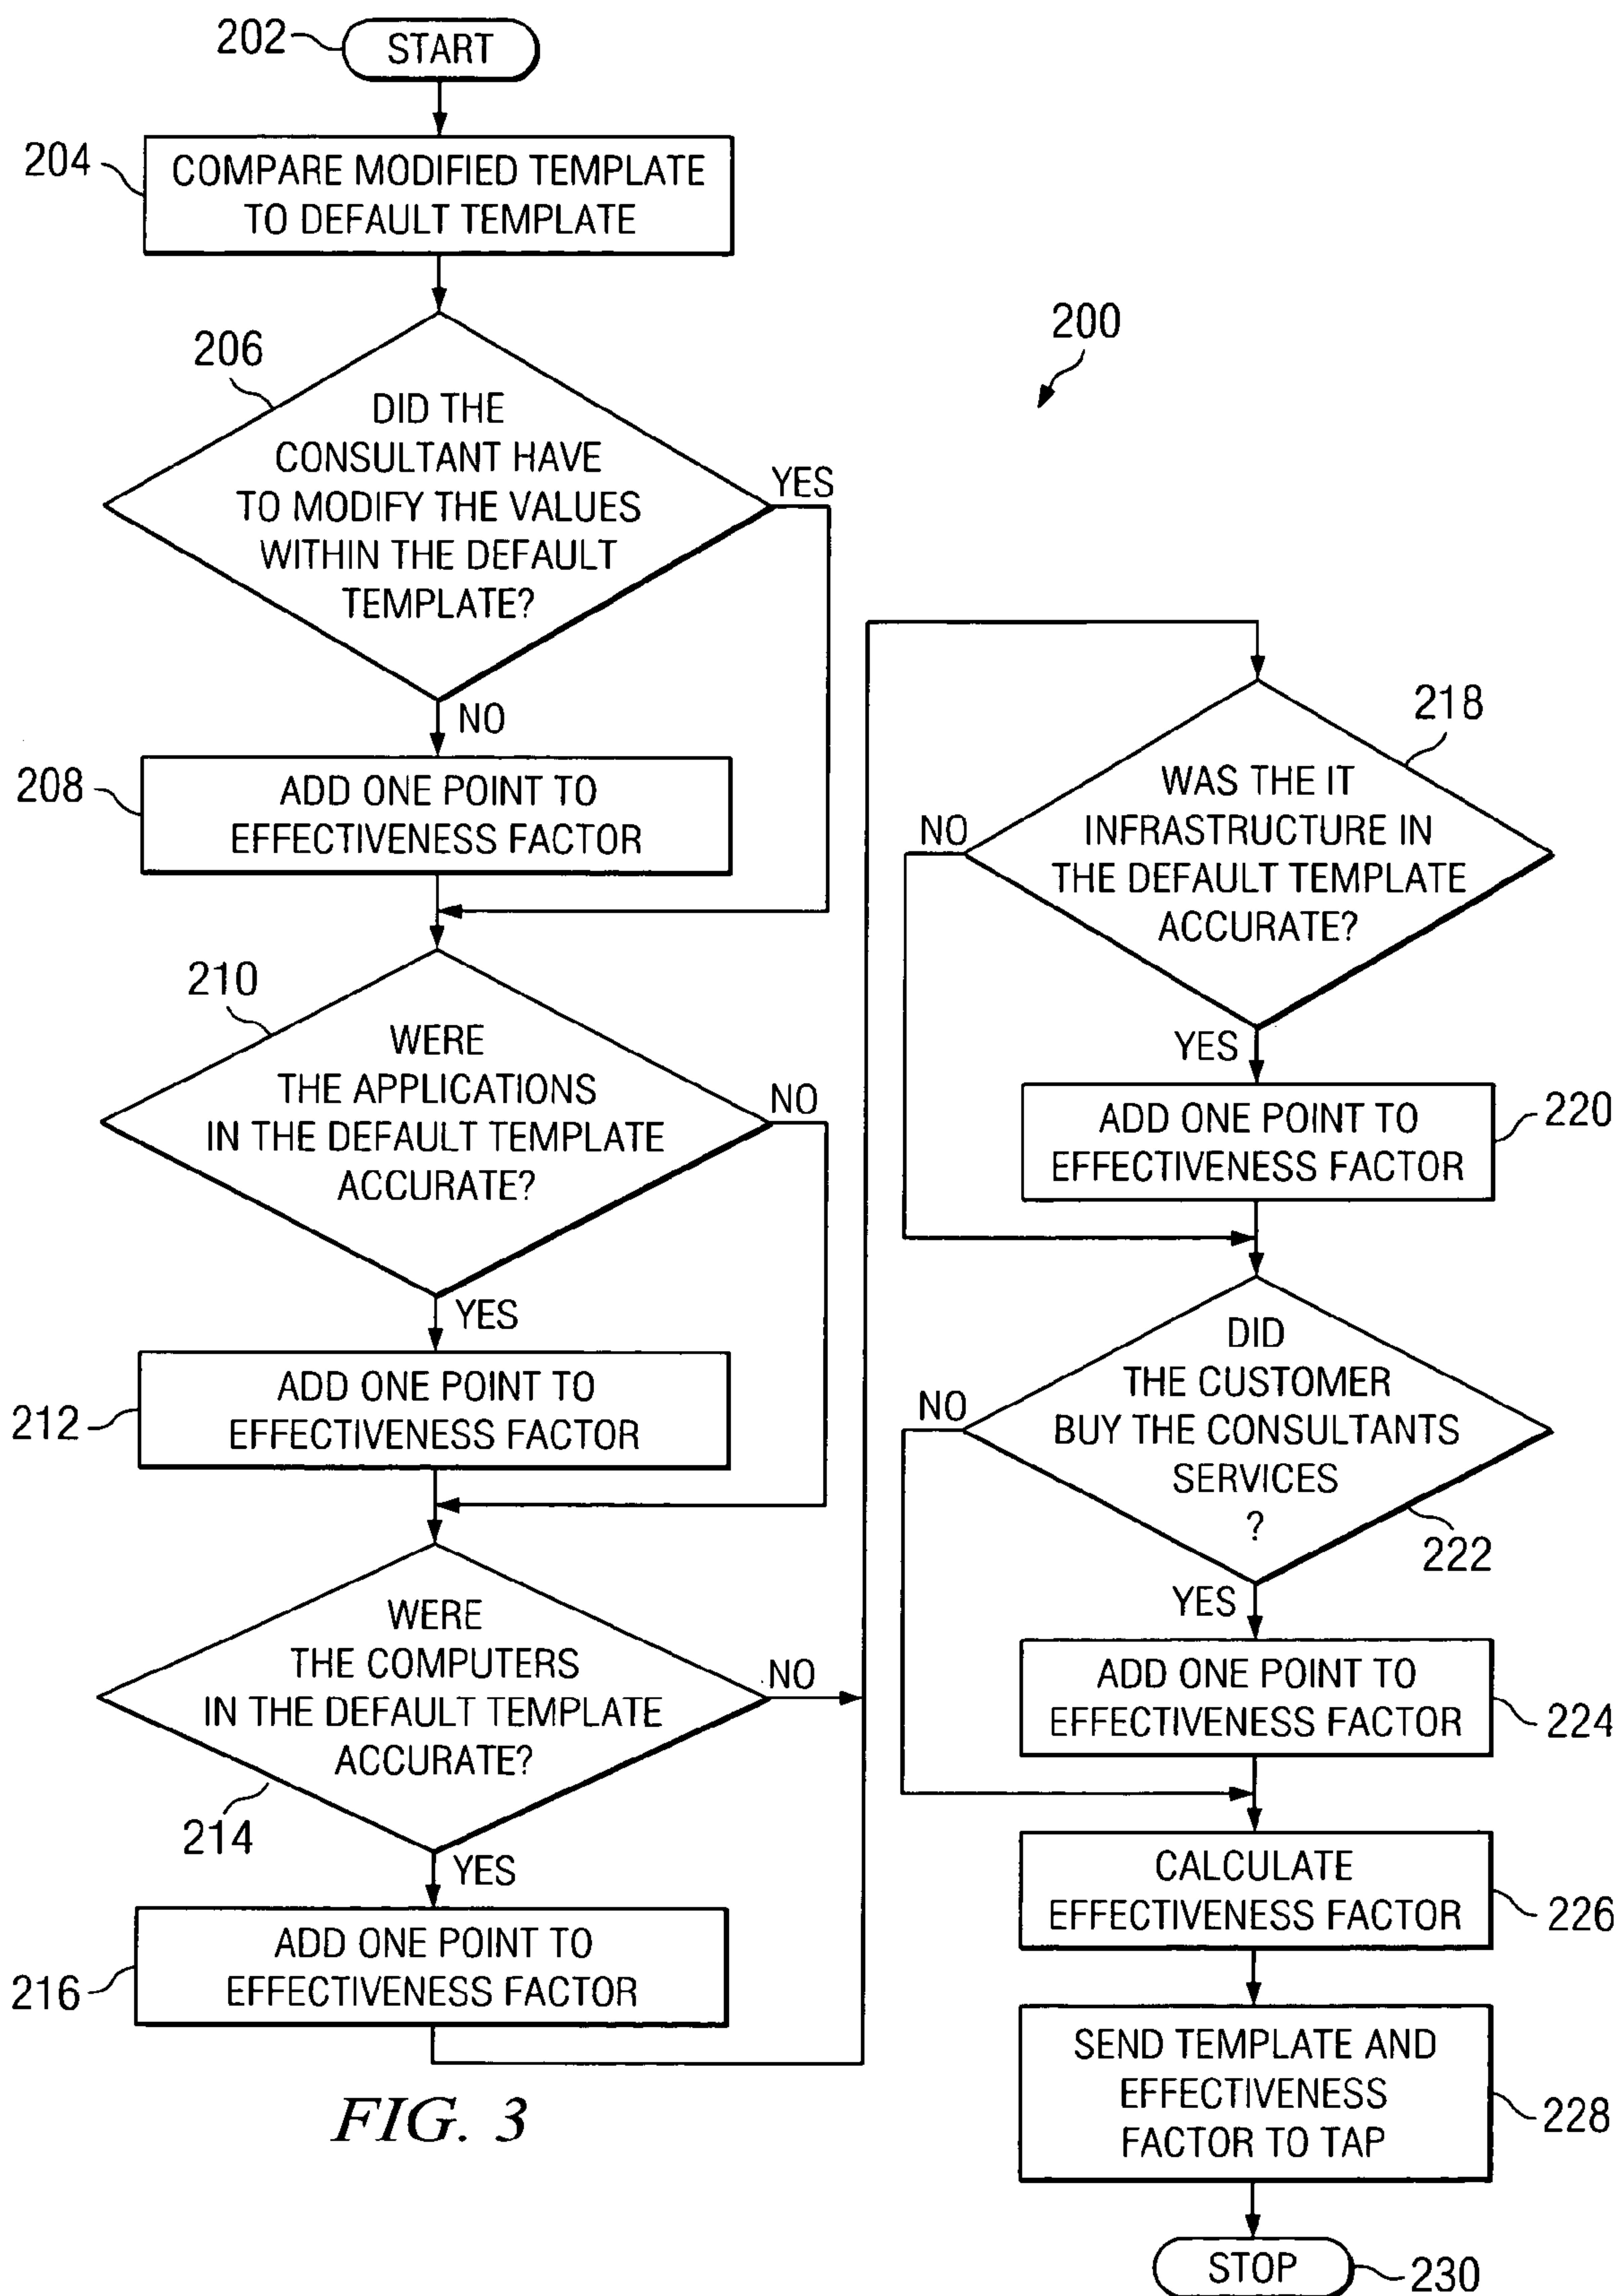 202
START
204
COMPARE MODIFIED TEMPLATE
TO DEFAULT TEMPLATE
200
206
DID THE
CONSULTANT HAVE
TO MODIFY THE VALUES
WITHIN THE DEFAULT
TEMPLATE?
YES
NO
208
ADD ONE POINT TO
EFFECTIVENESS FACTOR
210
WERE
THE APPLICATIONS
IN THE DEFAULT TEMPLATE
ACCURATE?
NO
YES
212
ADD ONE POINT TO
EFFECTIVENESS FACTOR
WERE
THE COMPUTERS
IN THE DEFAULT TEMPLATE
ACCURATE?
NO
214
YES
216
ADD ONE POINT TO
EFFECTIVENESS FACTOR
218
WAS THE IT
INFRASTRUCTURE IN
THE DEFAULT TEMPLATE
ACCURATE?
NO
YES
ADD ONE POINT TO
EFFECTIVENESS FACTOR
220
DID
THE CUSTOMER
BUY THE CONSULTANTS
SERVICES
?
NO
222
YES
ADD ONE POINT TO
EFFECTIVENESS FACTOR
224
CALCULATE
EFFECTIVENESS FACTOR
226
SEND TEMPLATE AND
EFFECTIVENESS
FACTOR TO TAP
228
STOP
230
FIG. 3